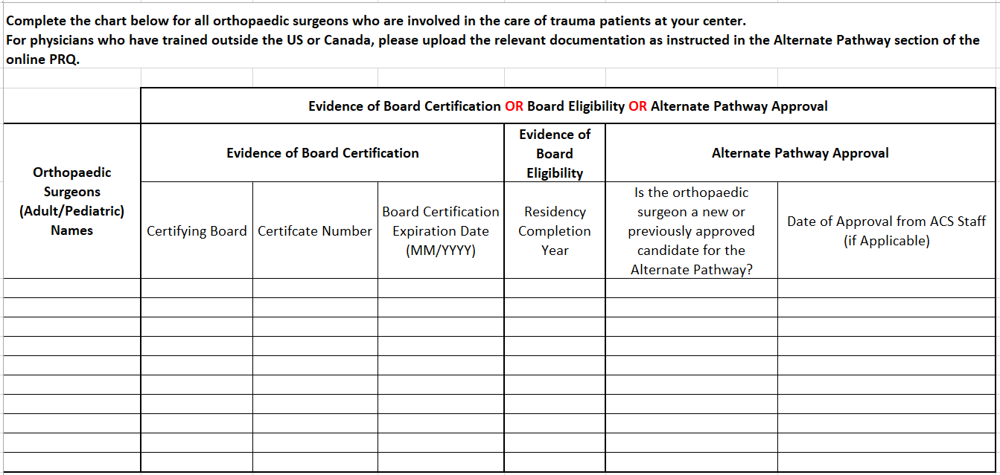 Complete the chart below for all orthopaedic surgeons who are involved in the care of trauma patients at your center.
For physicians who have trained outside the US or Canada, please upload the relevant documentation as instructed in the Alternate Pathway section of the
online PRQ.
Evidence of Board Certification OR Board Eligibility OR Alternate Pathway Approval
Orthopaedic
Surgeons
(Adult/Pediatric)
Names
Evidence of Board Certification
Evidence of
Board
Eligibility
Alternate Pathway Approval
Certifying Board
Certifcate Number
Board Certification
Expiration Date
(MM/YYYY)
Residency
Completion
Year
Is the orthopaedic
surgeon a new or
previously approved
candidate for the
Alternate Pathway?
Date of Approval from ACS Staff
(if Applicable)